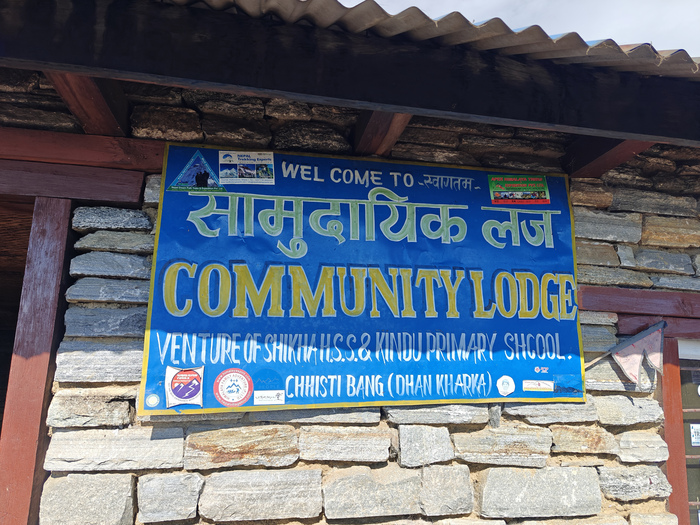 WEL COME TO -स्वागतम्-
सामुदायिक लज
COMMUNITY LODGE
VENTURE OF SHIKHA H.S.S. & KINDU PRIMARY SHCOOL.
CHHISTI BANG (DHAN KHARKA)